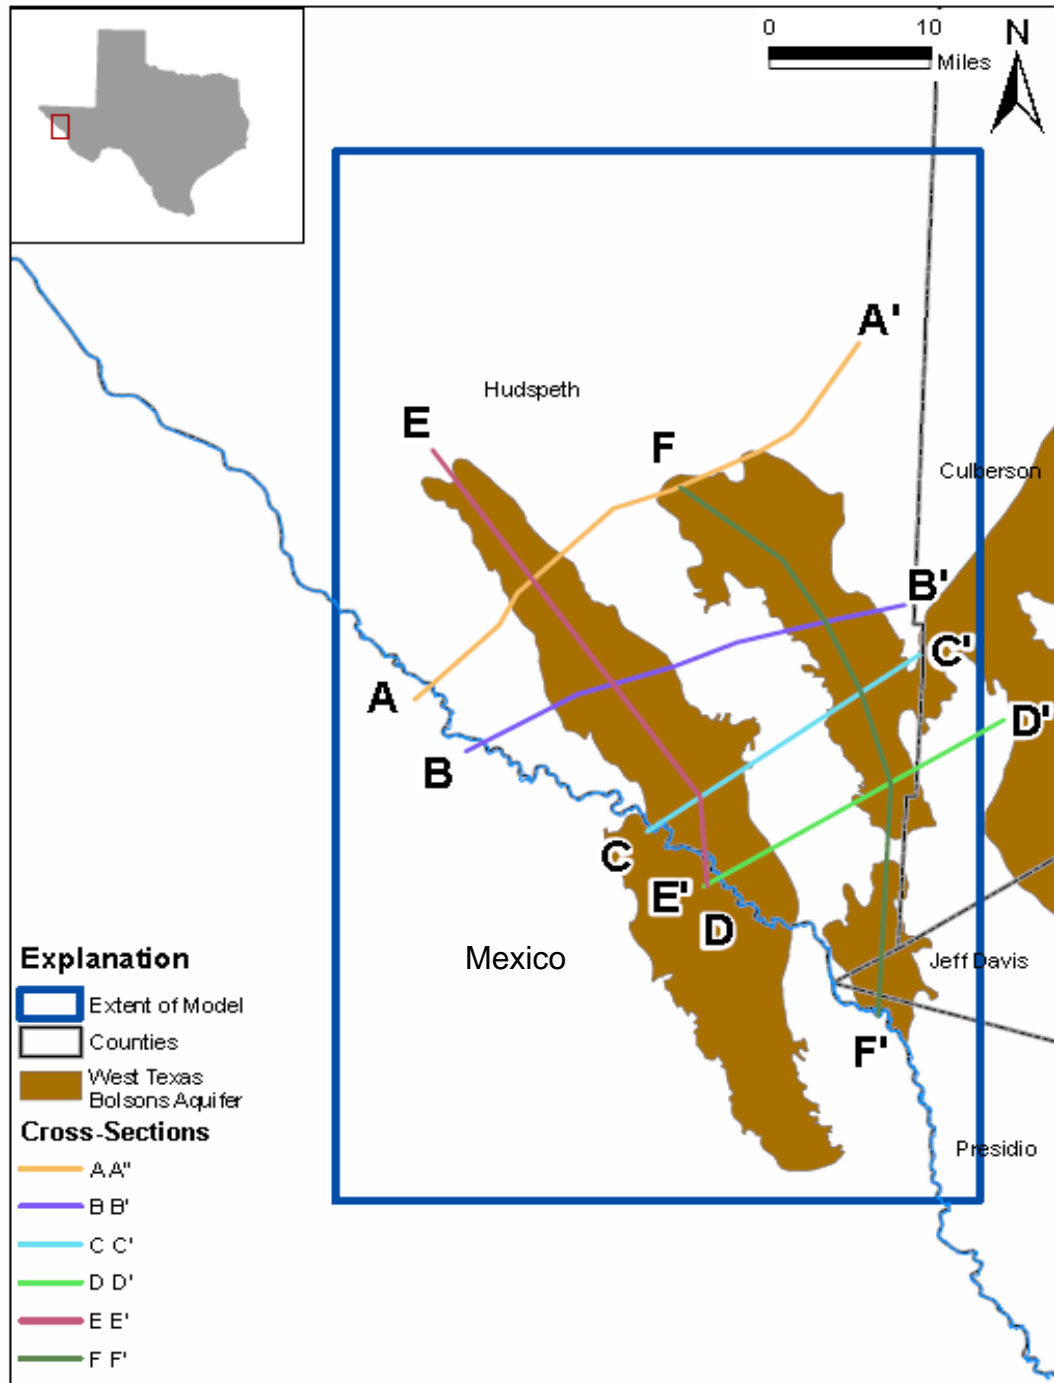 0 10
Miles
N
A'
Hudspeth
E
F
Culberson
B'
C'
A
D'
B
C
E'
D
Mexico
Jeff Davis
F'
Presidio
Explanation
Extent of Model
Counties
West Texas
Bolsons Aquifer
Cross-Sections
A A"
B B'
C C'
D D'
E E'
F F'